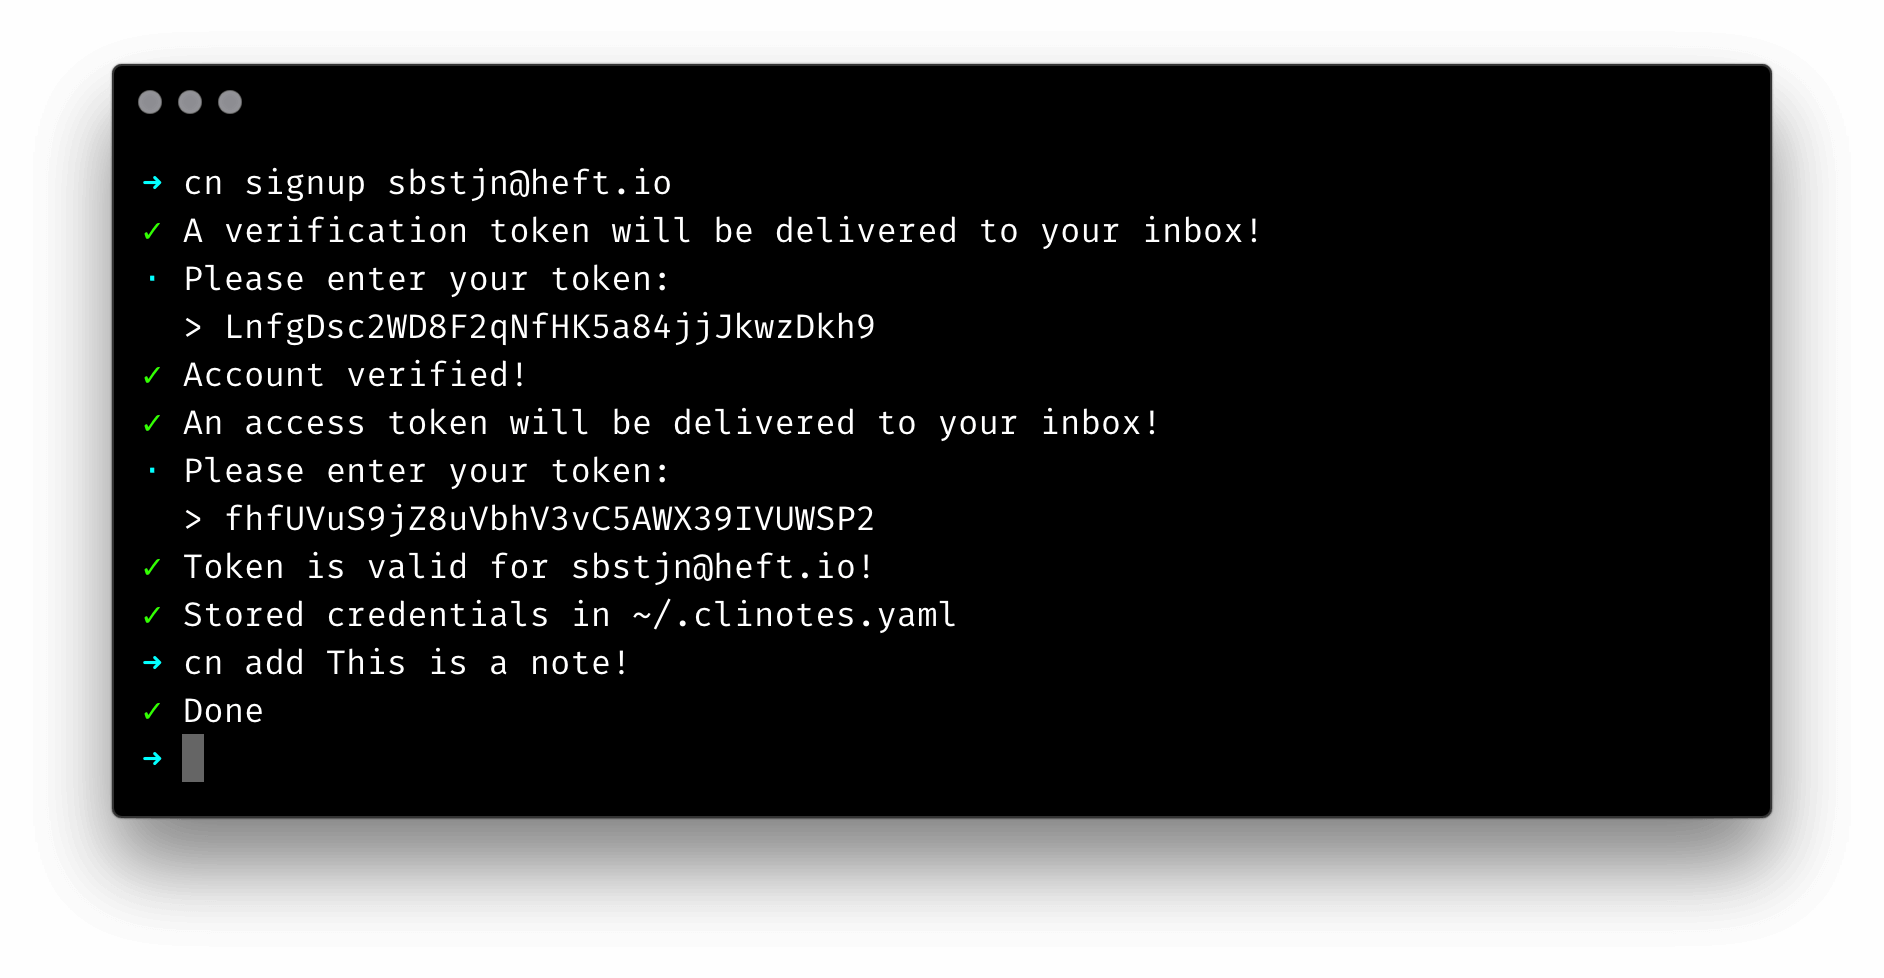 ➜ cn signup sbstjn@heft.io
✓ A verification token will be delivered to your inbox!
· Please enter your token:
> LnfgDsc2WD8F2qNfHK5a84jjJkwzDkh9
✓ Account verified!
✓ An access token will be delivered to your inbox!
· Please enter your token:
> fhfUVuS9jZ8uVbhV3vC5AWX39IVUWSP2
✓ Token is valid for sbstjn@heft.io!
✓ Stored credentials in ~/.clinotes.yaml
➜ cn add This is a note!
✓ Done
➜